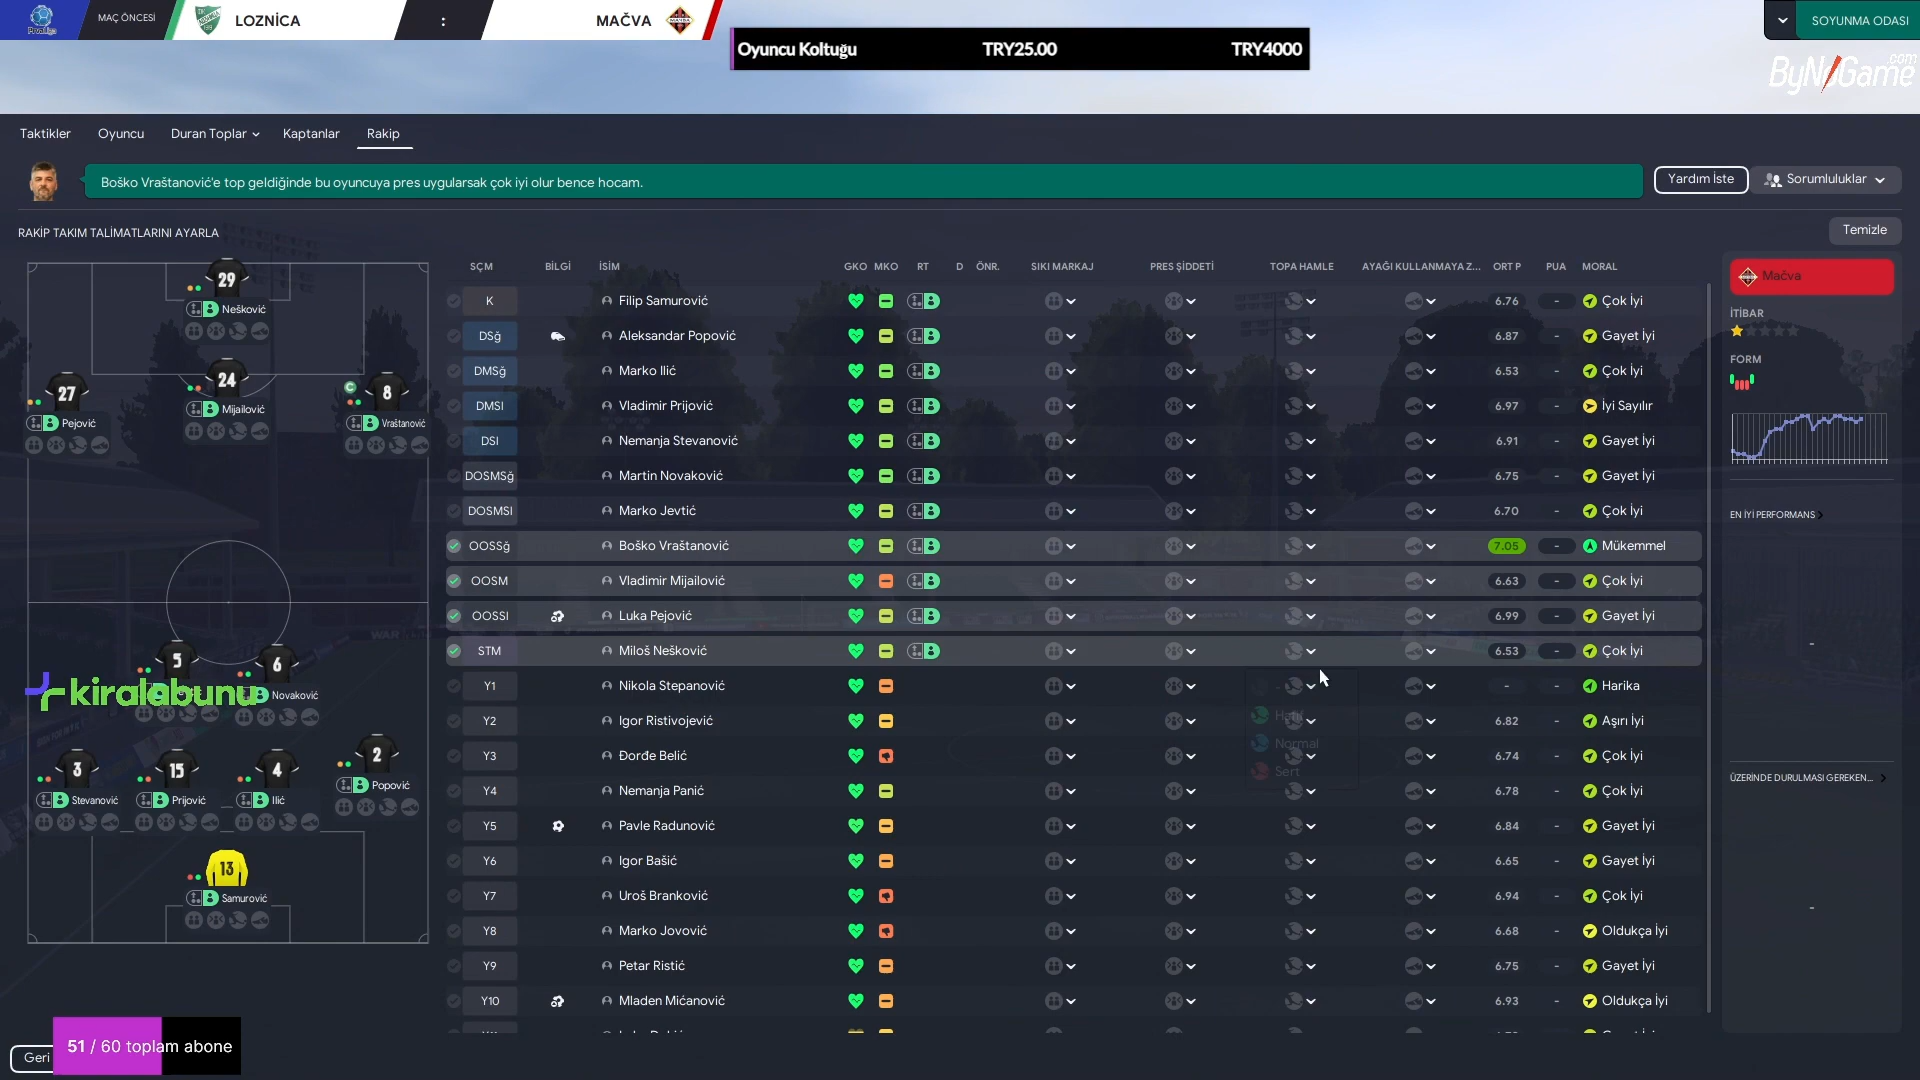 MAÇ ÖNCESİ
LOZNİCA
:
MAČVA
SOYUNMA ODASI
Oyuncu Koltuğu TRY25.00 TRY4000
ByNoGame.com
Taktikler Oyuncu Duran Toplar Kaptanlar Rakip
Boško Vraštanović'e top geldiğinde bu oyuncuya pres uygularsak çok iyi olur bence hocam.
Yardım İste
Sorumluluklar
RAKİP TAKIM TALİMATLARINI AYARLA
Temizle
29
Nešković
24
Mijailović
27
Pejović
C
8
Vraštanović
5
6
Novaković
kiralabunu
3
Stevanović
15
Prijović
4
Ilić
2
Popović
13
Samurović
SÇM BİLGİ İSİM GKO MKO RT D ÖNR. SIKI MARKAJ PRES ŞİDDETİ TOPA HAMLE AYAĞI KULLANMAYA Z... ORT P PUA MORAL
K Filip Samurović 6.76 - Çok İyi
DSğ Aleksandar Popović 6.87 - Gayet İyi
DMSğ Marko Ilić 6.53 - Çok İyi
DMSI Vladimir Prijović 6.97 - İyi Sayılır
DSI Nemanja Stevanović 6.91 - Gayet İyi
DOSMSğ Martin Novaković 6.75 - Gayet İyi
DOSMSI Marko Jevtić 6.70 - Çok İyi
OOSSğ Boško Vraštanović 7.05 - Mükemmel
OOSM Vladimir Mijailović 6.63 - Çok İyi
OOSSI Luka Pejović 6.99 - Gayet İyi
STM Miloš Nešković 6.53 - Çok İyi
Y1 Nikola Stepanović - - Harika
Y2 Igor Ristivojević 6.82 - Aşırı İyi
Y3 Đorđe Belić 6.74 - Çok İyi
Y4 Nemanja Panić 6.78 - Çok İyi
Y5 Pavle Radunović 6.84 - Gayet İyi
Y6 Igor Bašić 6.65 - Gayet İyi
Y7 Uroš Branković 6.94 - Çok İyi
Y8 Marko Jovović 6.68 - Oldukça İyi
Y9 Petar Ristić 6.75 - Gayet İyi
Y10 Mladen Mićanović 6.93 - Oldukça İyi
Hafif
Normal
Sert
Mačva
İTİBAR
FORM
EN İYİ PERFORMANS
-
ÜZERİNDE DURULMASI GEREKEN...
-
Geri
51 / 60 toplam abone